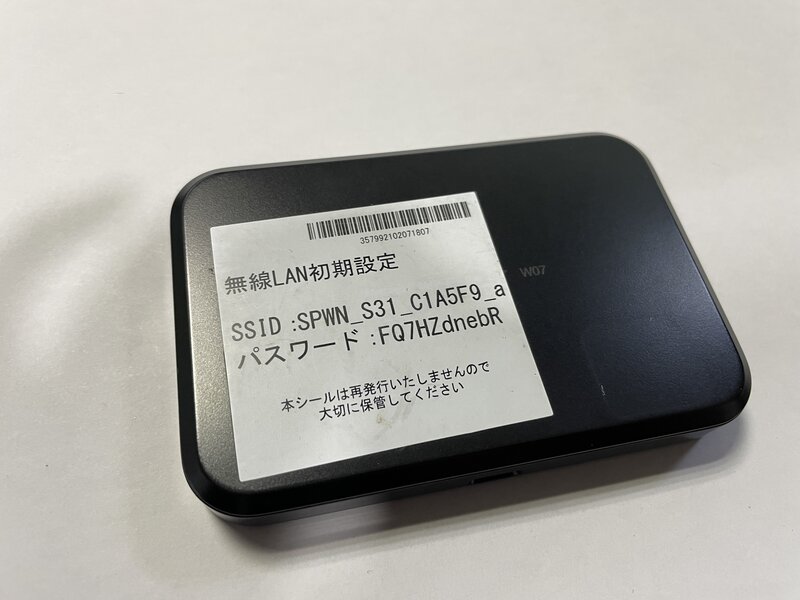 357992102071807
無線LAN初期設定
SSID :SPWN_S31_C1A5F9_a
パスワード :FQ7HZdnebR
本シールは再発行いたしませんので
大切に保管してください
W07